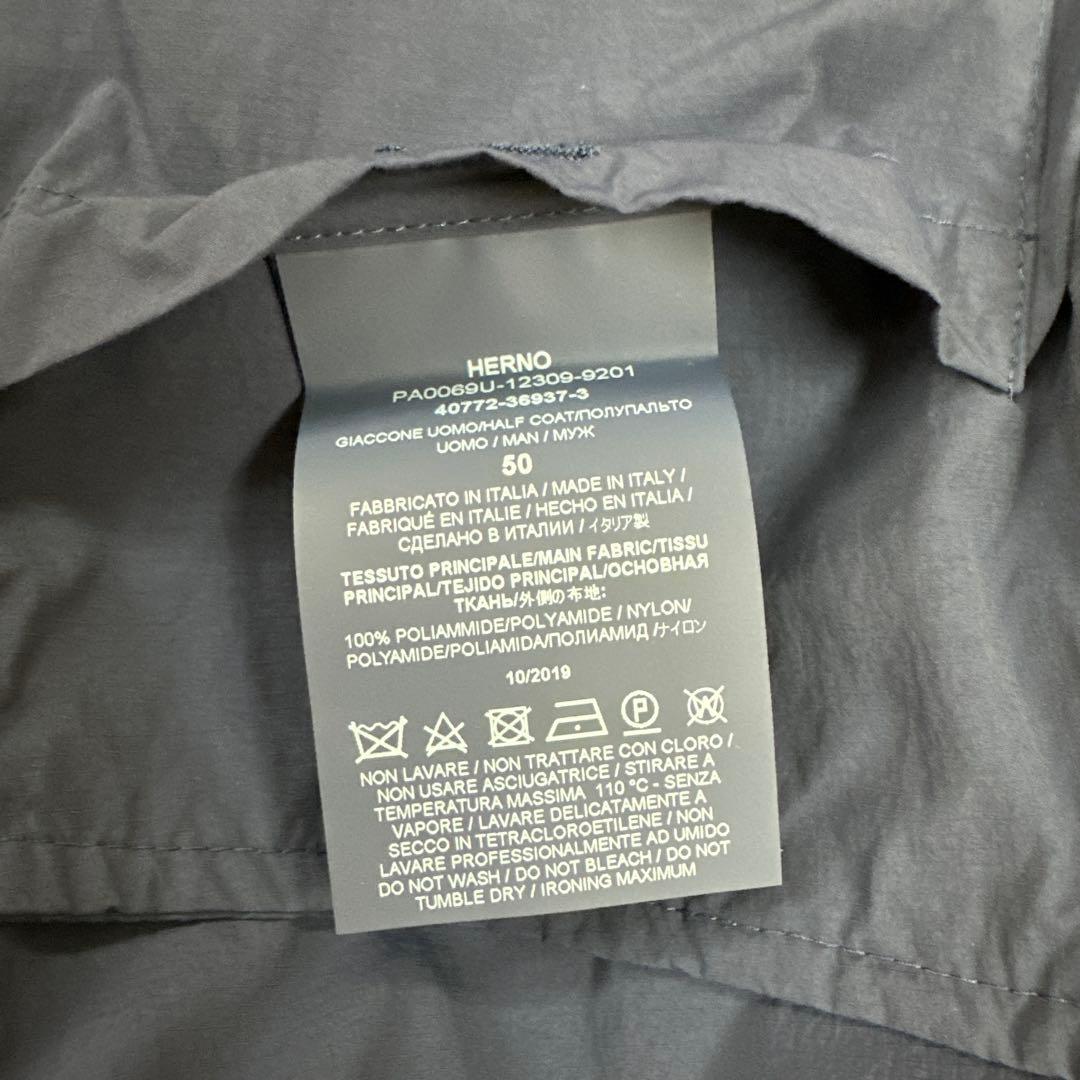 HERNO
PA0069U-12309-9201
40772-36937-3
GIACCONE UOMO/HALF COAT/ПОЛУПАЛЬТО
UOMO / MAN / МУЖ
50
FABBRICATO IN ITALIA / MADE IN ITALY /
FABRIQUÉ EN ITALIE / HECHO EN ITALIA /
СДЕЛАНО В ИТАЛИИ / イタリア製
TESSUTO PRINCIPALE/MAIN FABRIC/TISSU
PRINCIPAL/TEJIDO PRINCIPAL/ОСНОВНАЯ
ТКАНЬ/外側の布地:
100% POLIAMMIDE/POLYAMIDE / NYLON/
POLYAMIDE/POLIAMIDA/ПОЛИАМИД /ナイロン
10/2019
P W
NON LAVARE / NON TRATTARE CON CLORO /
NON USARE ASCIUGATRICE / STIRARE A
TEMPERATURA MASSIMA 110 °C - SENZA
VAPORE / LAVARE DELICATAMENTE A
SECCO IN TETRACLOROETILENE / NON
LAVARE PROFESSIONALMENTE AD UMIDO
DO NOT WASH / DO NOT BLEACH / DO NOT
TUMBLE DRY / IRONING MAXIMUM